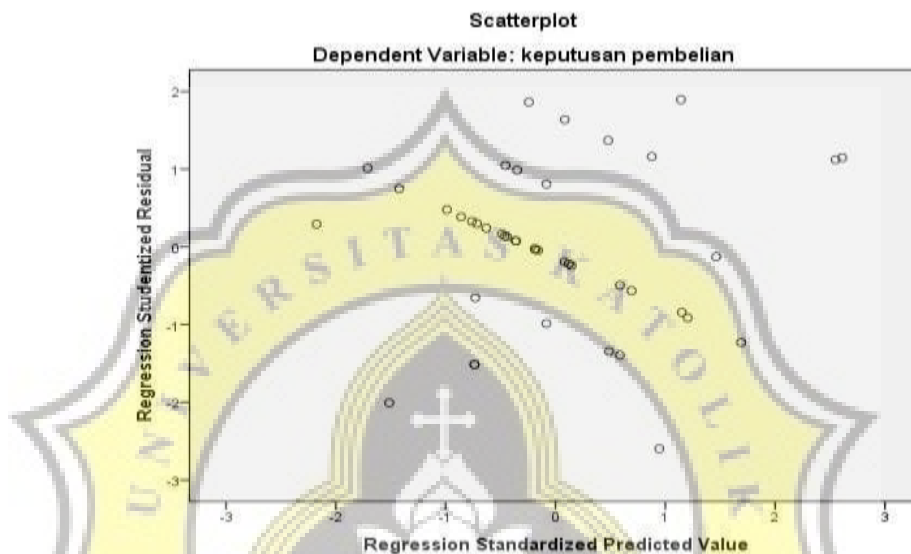 Scatterplot
Dependent Variable: keputusan pembelian
Regression Studentized Residual
2
1
0
-1
-2
-3
-3
-2
-1
0
1
2
3
Regression Standardized Predicted Value
UNIVERSITAS KATOLIK